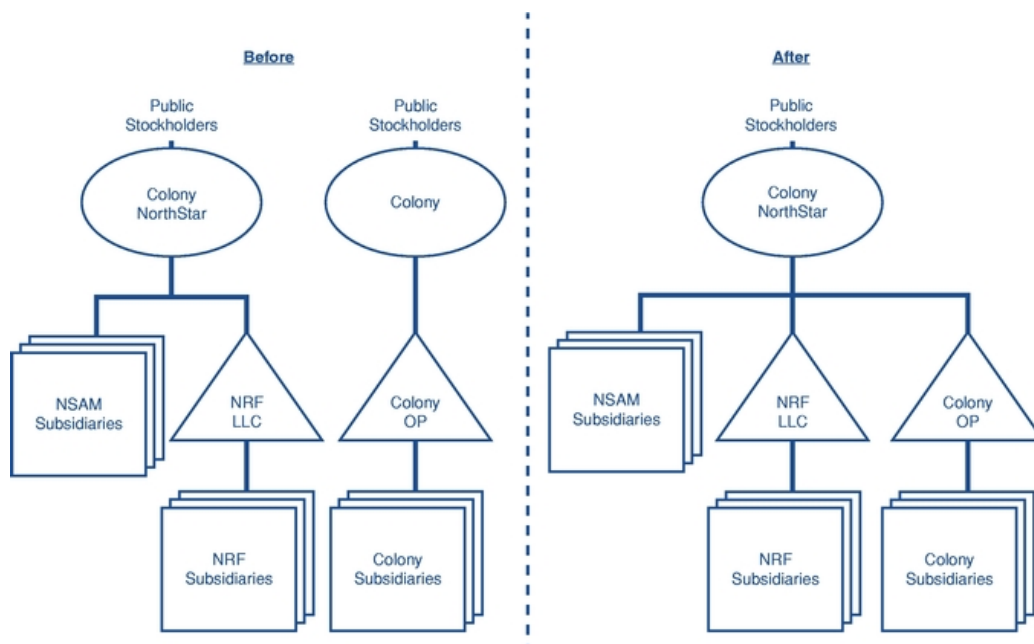 Before
After
Public
Stockholders
Public
Stockholders
Public
Stockholders
Colony
NorthStar
Colony
Colony
NorthStar
NSAM
Subsidiaries
NRF
LLC
Colony
OP
NSAM
Subsidiaries
NRF
LLC
Colony
OP
NRF
Subsidiaries
Colony
Subsidiaries
NRF
Subsidiaries
Colony
Subsidiaries